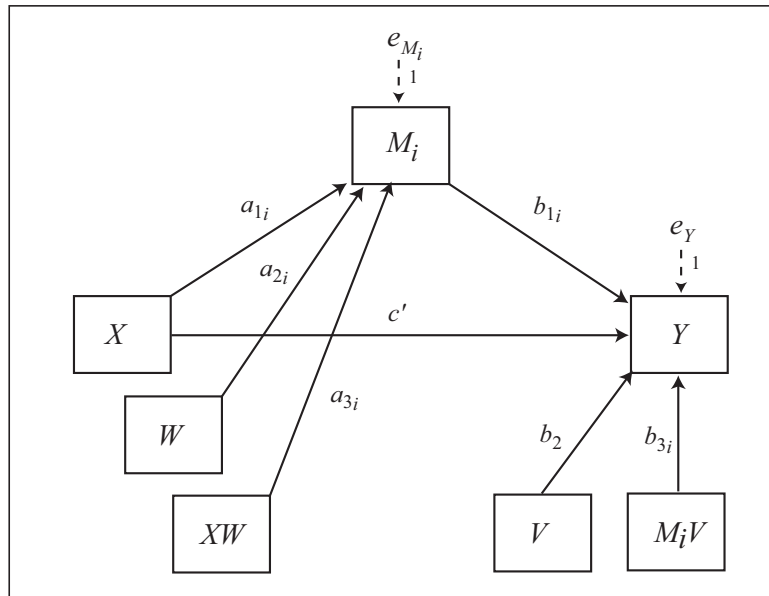 e_{M_i}
1
M_i
a_{1i}
b_{1i}
e_Y
1
a_{2i}
X
c'
Y
a_{3i}
W
b_2
b_{3i}
XW
V
M_iV